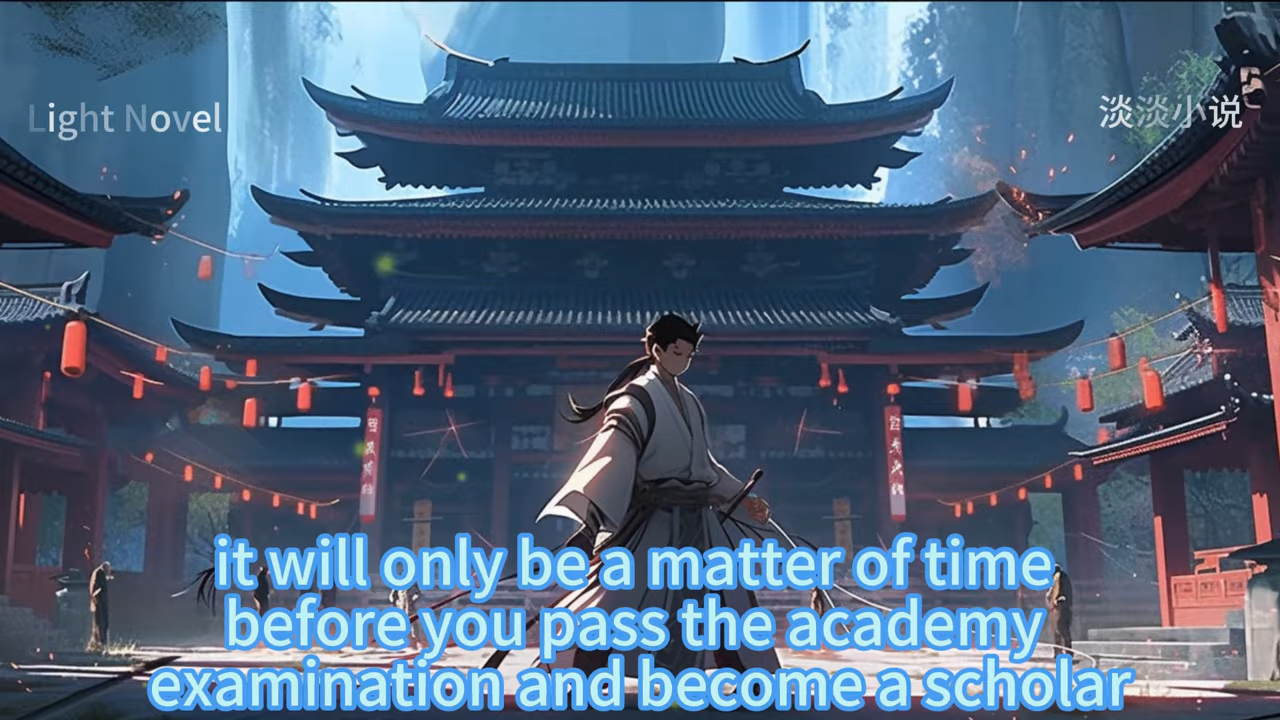 Light Novel
淡淡小说
it will only be a matter of time
before you pass the academy
examination and become a scholar